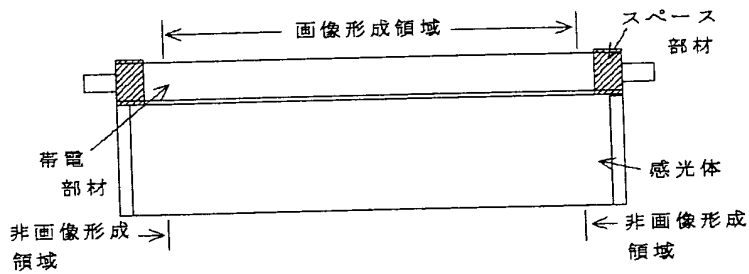 画像形成領域
スペース
部材
帯電
部材
感光体
非画像形成
領域
非画像形成
領域